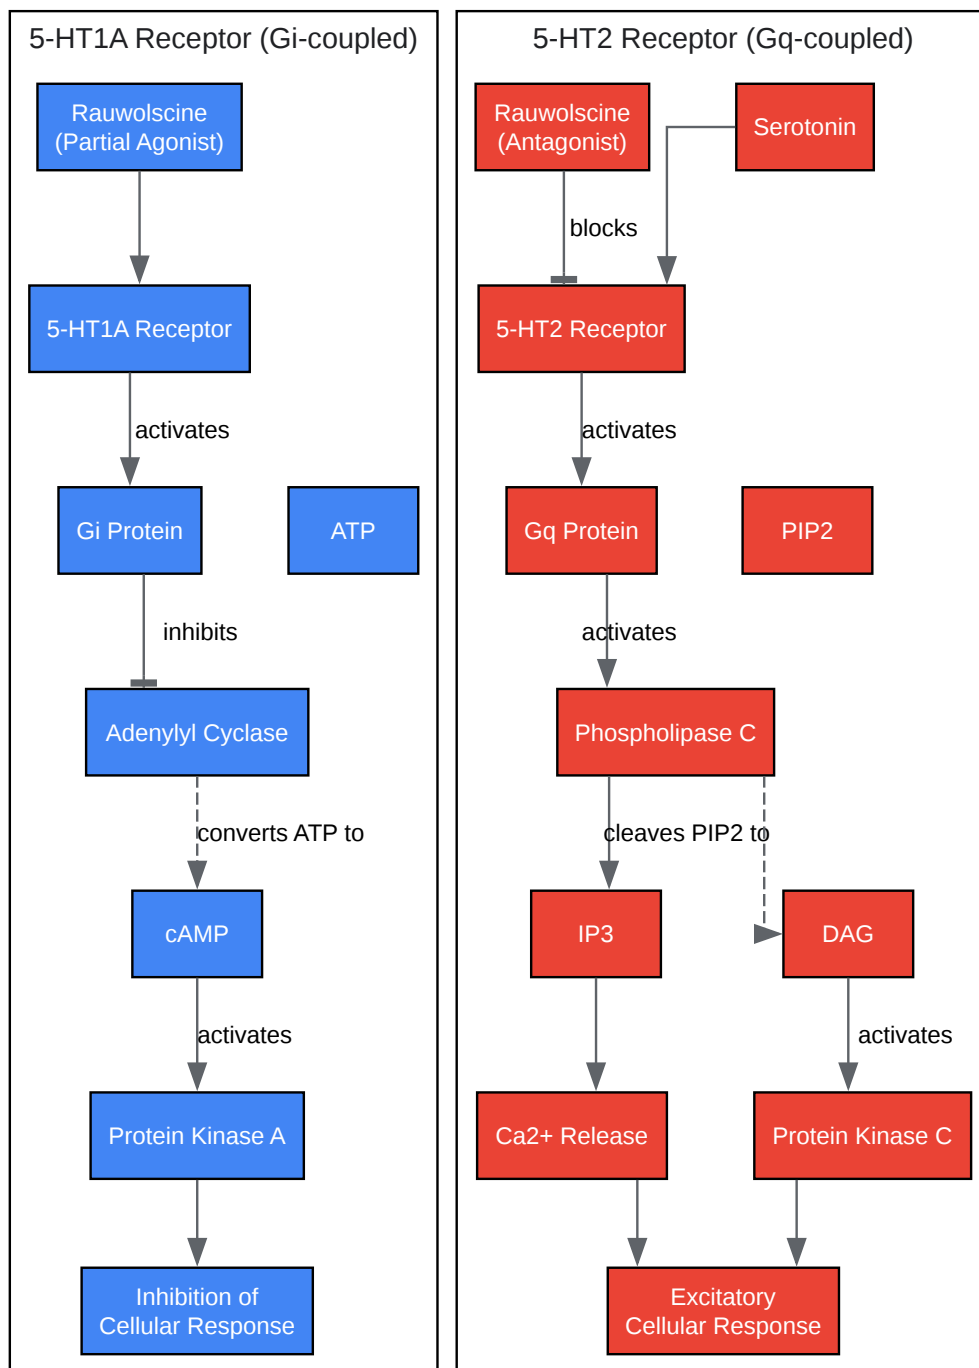 5-HT1A Receptor (Gi-coupled)
Rauwolscine
(Partial Agonist)
5-HT1A Receptor
activates
Gi Protein
ATP
inhibits
Adenylyl Cyclase
converts ATP to
cAMP
activates
Protein Kinase A
Inhibition of
Cellular Response
5-HT2 Receptor (Gq-coupled)
Rauwolscine
(Antagonist)
Serotonin
blocks
5-HT2 Receptor
activates
Gq Protein
PIP2
activates
Phospholipase C
cleaves PIP2 to
IP3
DAG
activates
Ca2+ Release
Protein Kinase C
Excitatory
Cellular Response